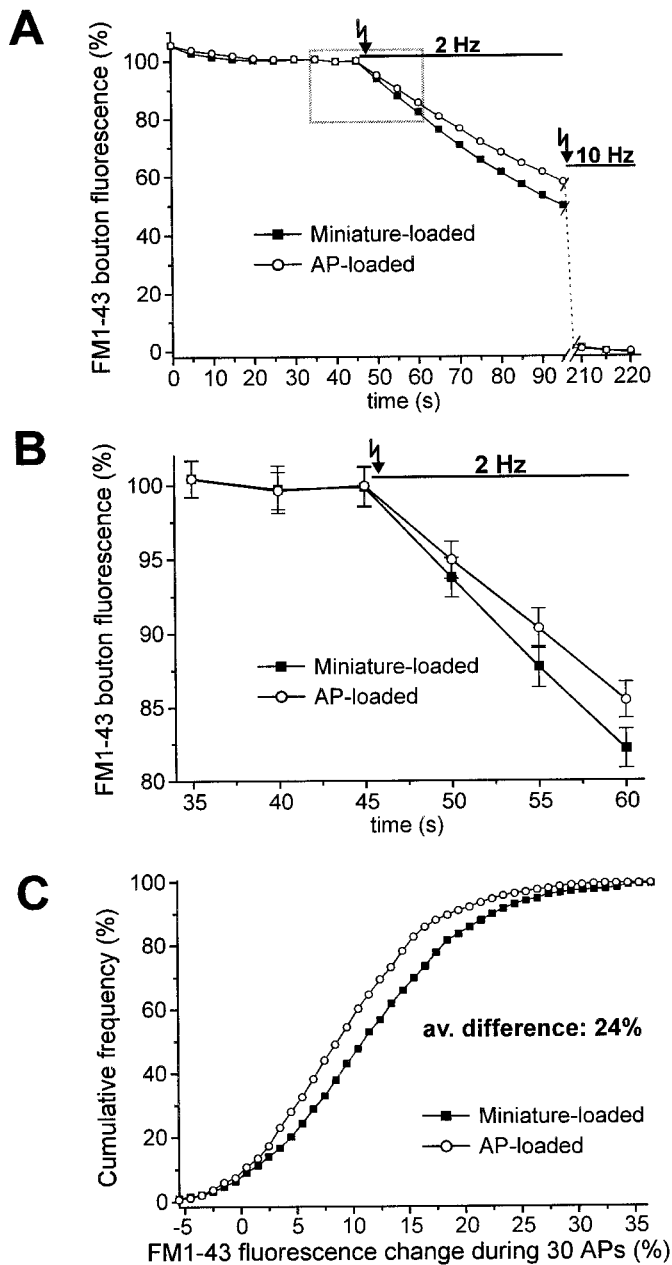 A
FM1-43 bouton fluorescence (%)
100
80
60
40
20
0
2 Hz
10 Hz
Miniature-loaded
AP-loaded
0 10 20 30 40 50 60 70 80 90 210 220
time (s)
B
FM1-43 bouton fluorescence (%)
100
95
90
85
80
2 Hz
Miniature-loaded
AP-loaded
35 40 45 50 55 60
time (s)
C
Cumulative frequency (%)
100
80
60
40
20
0
av. difference: 24%
Miniature-loaded
AP-loaded
-5 0 5 10 15 20 25 30 35
FM1-43 fluorescence change during 30 APs (%)